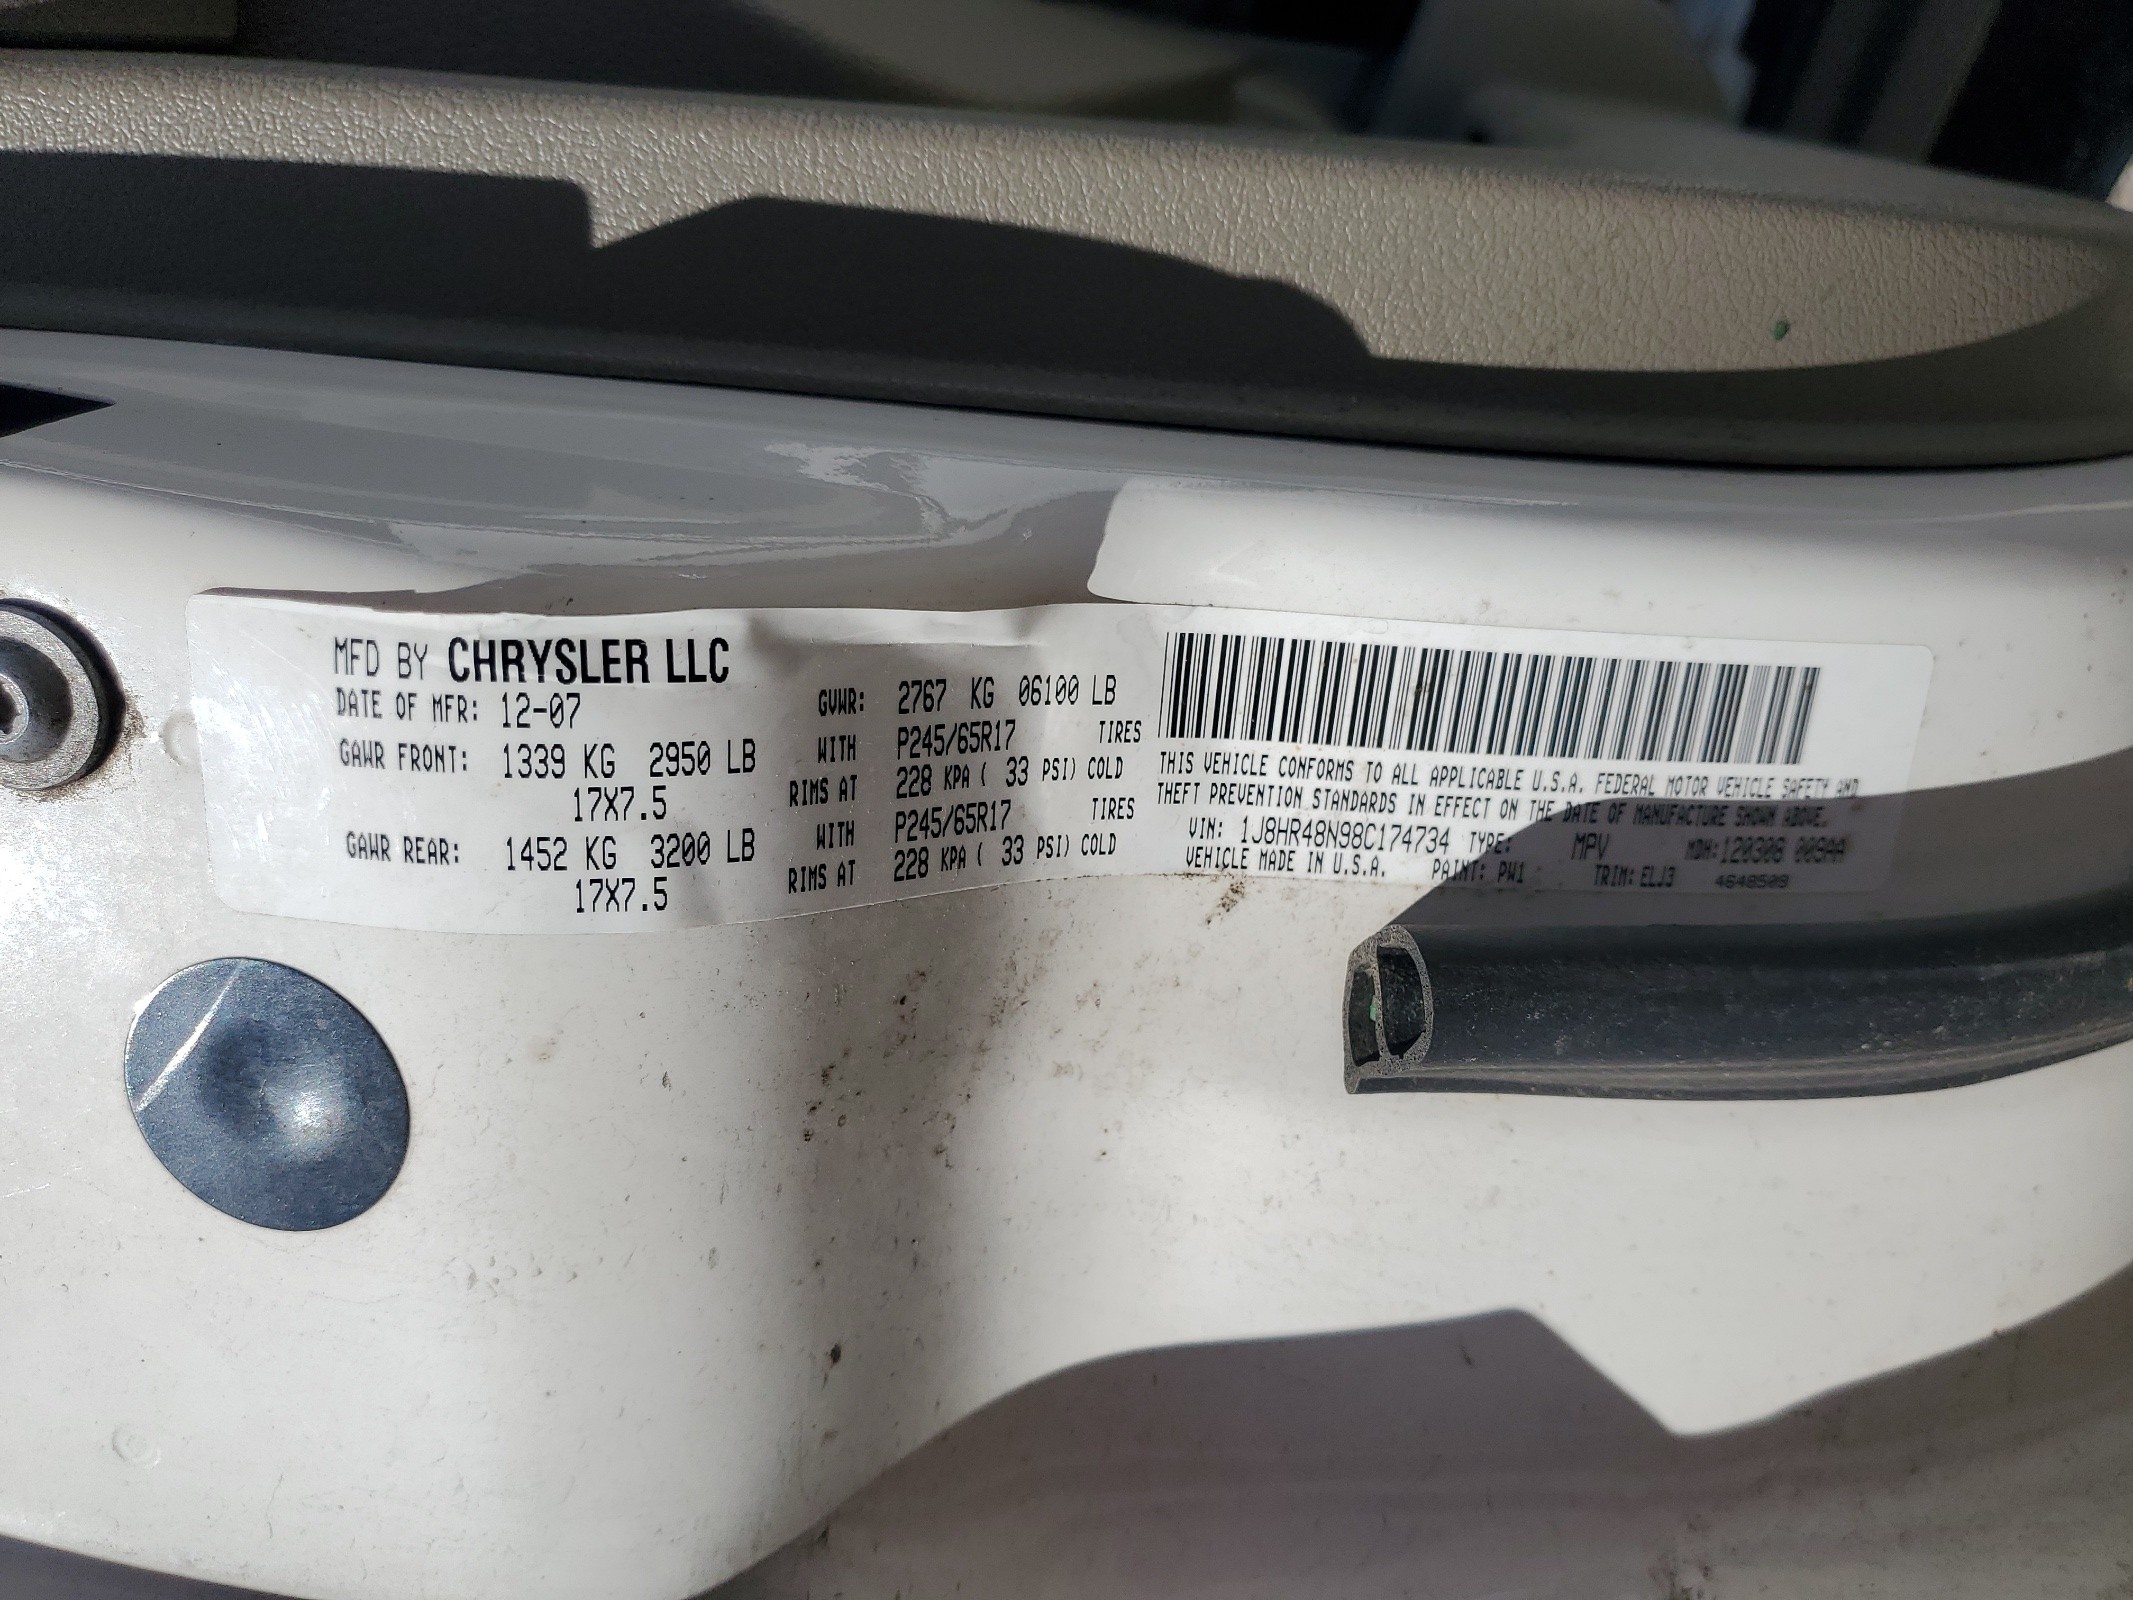 MFD BY CHRYSLER LLC
DATE OF MFR: 12-07 GVWR: 2767 KG 06100 LB
GAWR FRONT: 1339 KG 2950 LB WITH P245/65R17 TIRES
17X7.5 RIMS AT 228 KPA ( 33 PSI) COLD
GAWR REAR: 1452 KG 3200 LB WITH P245/65R17 TIRES
17X7.5 RIMS AT 228 KPA ( 33 PSI) COLD
THIS VEHICLE CONFORMS TO ALL APPLICABLE U.S.A. FEDERAL MOTOR VEHICLE SAFETY AND
THEFT PREVENTION STANDARDS IN EFFECT ON THE DATE OF MANUFACTURE SHOWN ABOVE.
VIN: 1J8HR48N98C174734 TYPE: MPV MDH:120306 009AA
VEHICLE MADE IN U.S.A. PAINT: PW1 TRIM: ELJ3 4648509